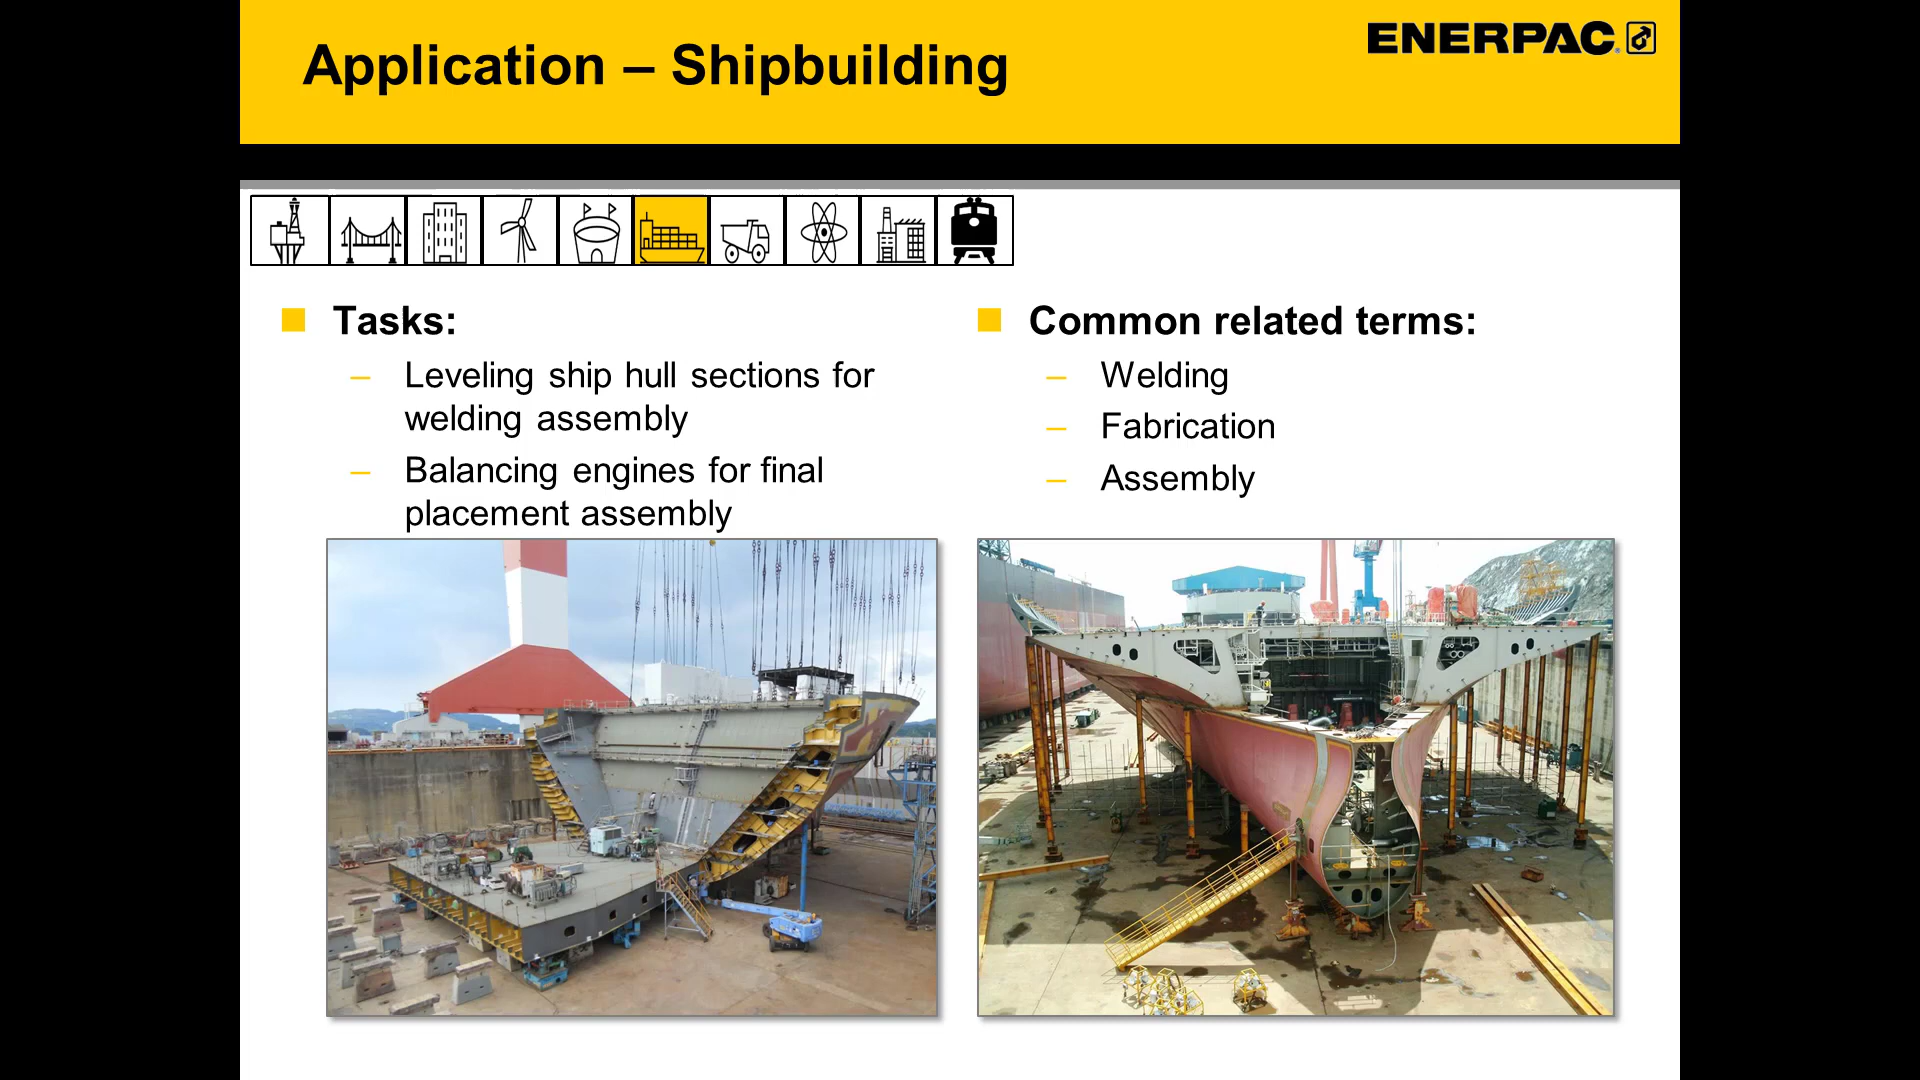 Application – Shipbuilding
ENERPAC
Tasks:
– Leveling ship hull sections for
welding assembly
– Balancing engines for final
placement assembly
Common related terms:
– Welding
– Fabrication
– Assembly